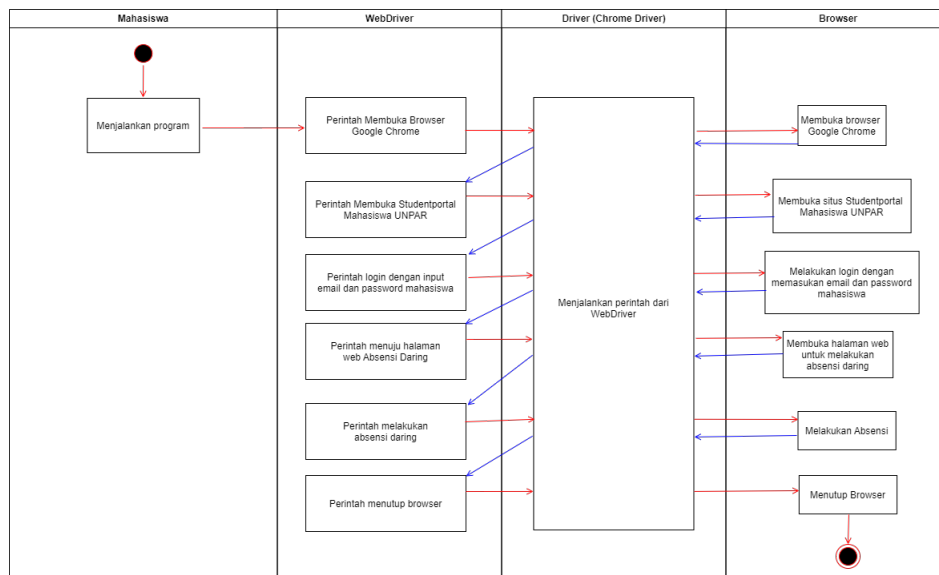 Mahasiswa
WebDriver
Driver (Chrome Driver)
Browser
Menjalankan program
Perintah Membuka Browser
Google Chrome
Membuka browser
Google Chrome
Perintah Membuka Studentportal
Mahasiswa UNPAR
Membuka situs Studentportal
Mahasiswa UNPAR
Perintah login dengan input
email dan password mahasiswa
Menjalankan perintah dari
WebDriver
Melakukan login dengan
memasukan email dan password
mahasiswa
Perintah menuju halaman
web Absensi Daring
Membuka halaman web
untuk melakukan
absensi daring
Perintah melakukan
absensi daring
Melakukan Absensi
Perintah menutup browser
Menutup Browser